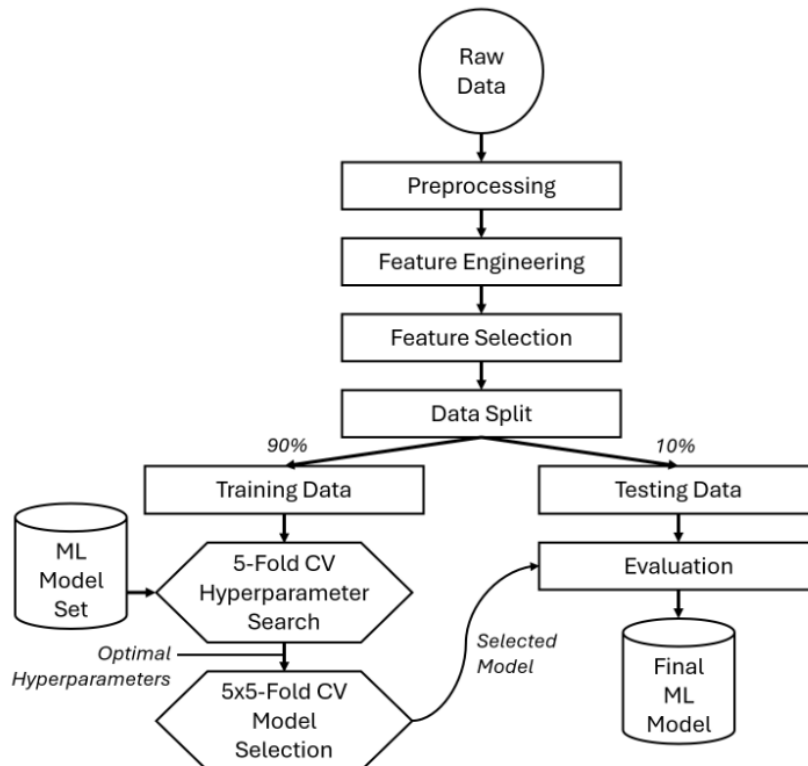 Raw
Data
Preprocessing
Feature Engineering
Feature Selection
Data Split
90%
10%
Training Data
Testing Data
ML
Model
Set
5-Fold CV
Hyperparameter
Search
Evaluation
Optimal
Hyperparameters
Selected
Model
5x5-Fold CV
Model
Selection
Final
ML
Model